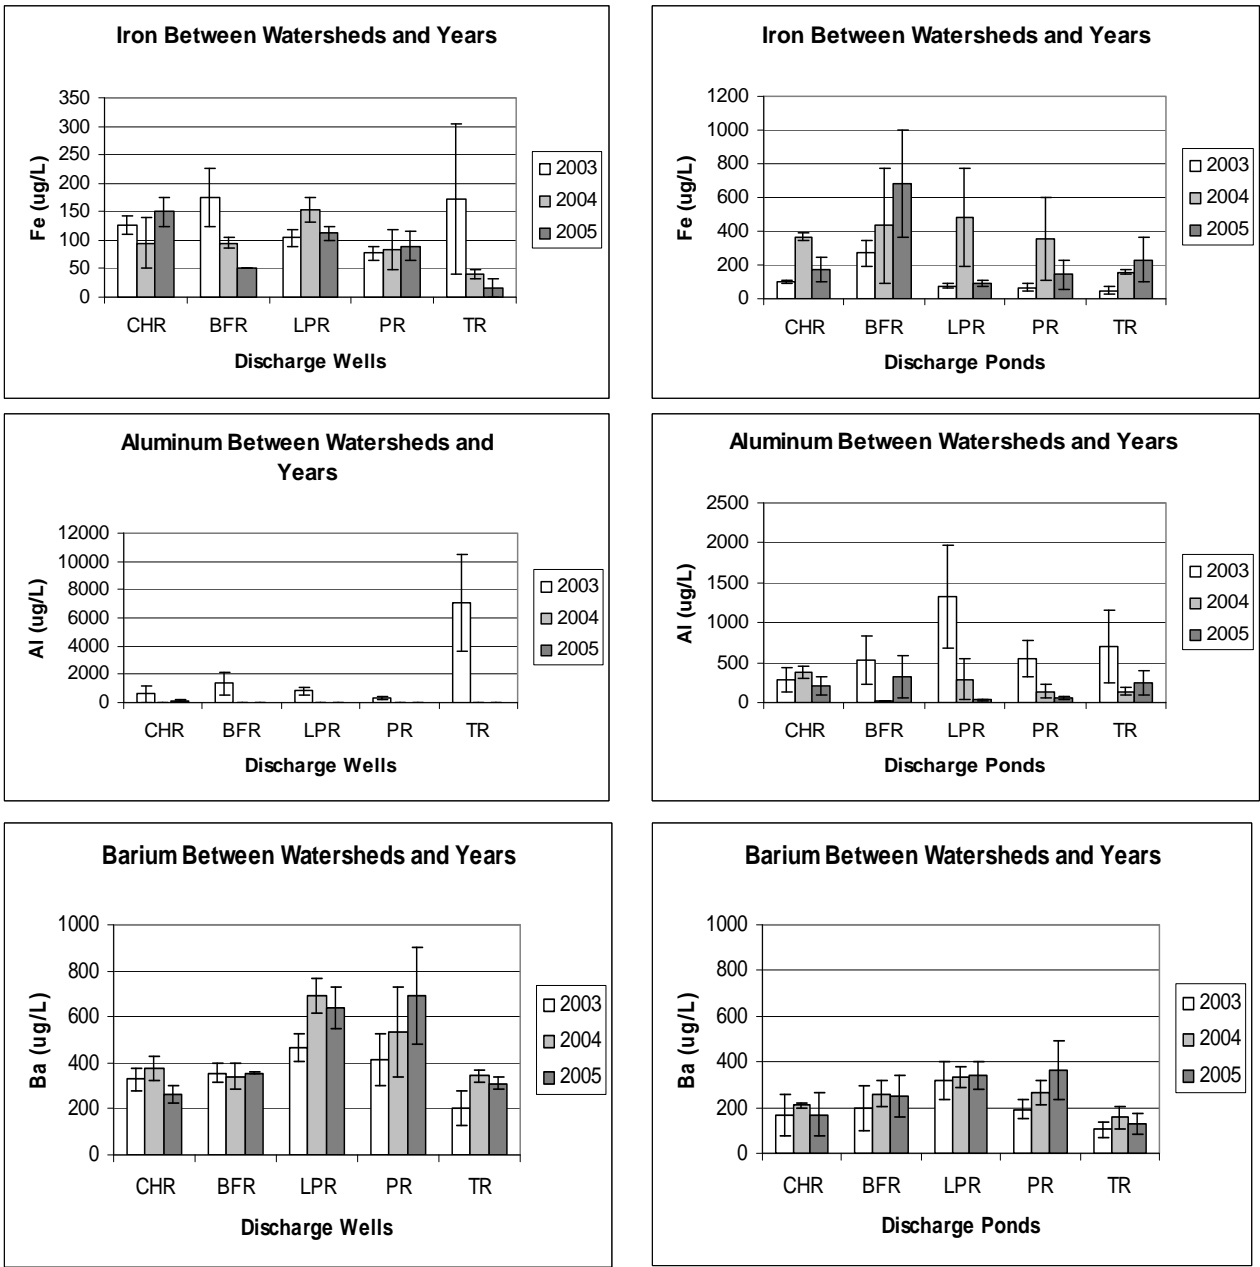 Iron Between Watersheds and Years
350
300
250
200
150
100
50
0
Fe (ug/L)
CHR BFR LPR PR TR
Discharge Wells
2003
2004
2005
Iron Between Watersheds and Years
1200
1000
800
600
400
200
0
Fe (ug/L)
CHR BFR LPR PR TR
Discharge Ponds
2003
2004
2005
Aluminum Between Watersheds and
Years
12000
10000
8000
6000
4000
2000
0
Al (ug/L)
CHR BFR LPR PR TR
Discharge Wells
2003
2004
2005
Aluminum Between Watersheds and Years
2500
2000
1500
1000
500
0
Al (ug/L)
CHR BFR LPR PR TR
Discharge Ponds
2003
2004
2005
Barium Between Watersheds and Years
1000
800
600
400
200
0
Ba (ug/L)
CHR BFR LPR PR TR
Discharge Wells
2003
2004
2005
Barium Between Watersheds and Years
1000
800
600
400
200
0
Ba (ug/L)
CHR BFR LPR PR TR
Discharge Ponds
2003
2004
2005